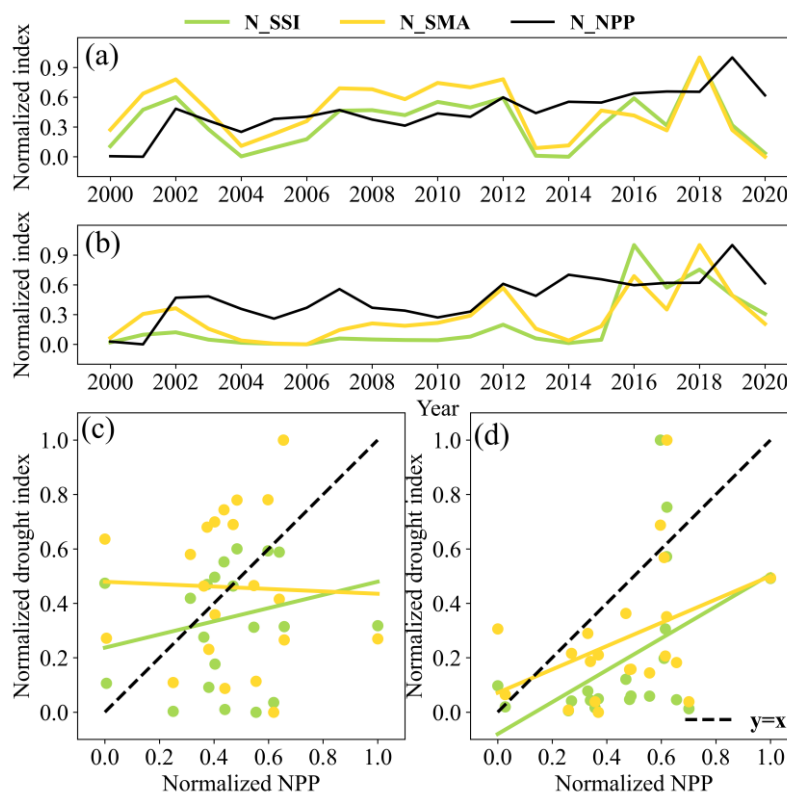 N_SSI N_SMA N_NPP
(a)
Normalized index
0.9
0.6
0.3
0.0
2000 2002 2004 2006 2008 2010 2012 2014 2016 2018 2020
(b)
Normalized index
0.9
0.6
0.3
0.0
2000 2002 2004 2006 2008 2010 2012 2014 2016 2018 2020
Year
(c)
Normalized drought index
1.0
0.8
0.6
0.4
0.2
0.0
0.0 0.2 0.4 0.6 0.8 1.0
Normalized NPP
(d)
Normalized drought index
1.0
0.8
0.6
0.4
0.2
0.0
y=x
0.0 0.2 0.4 0.6 0.8 1.0
Normalized NPP